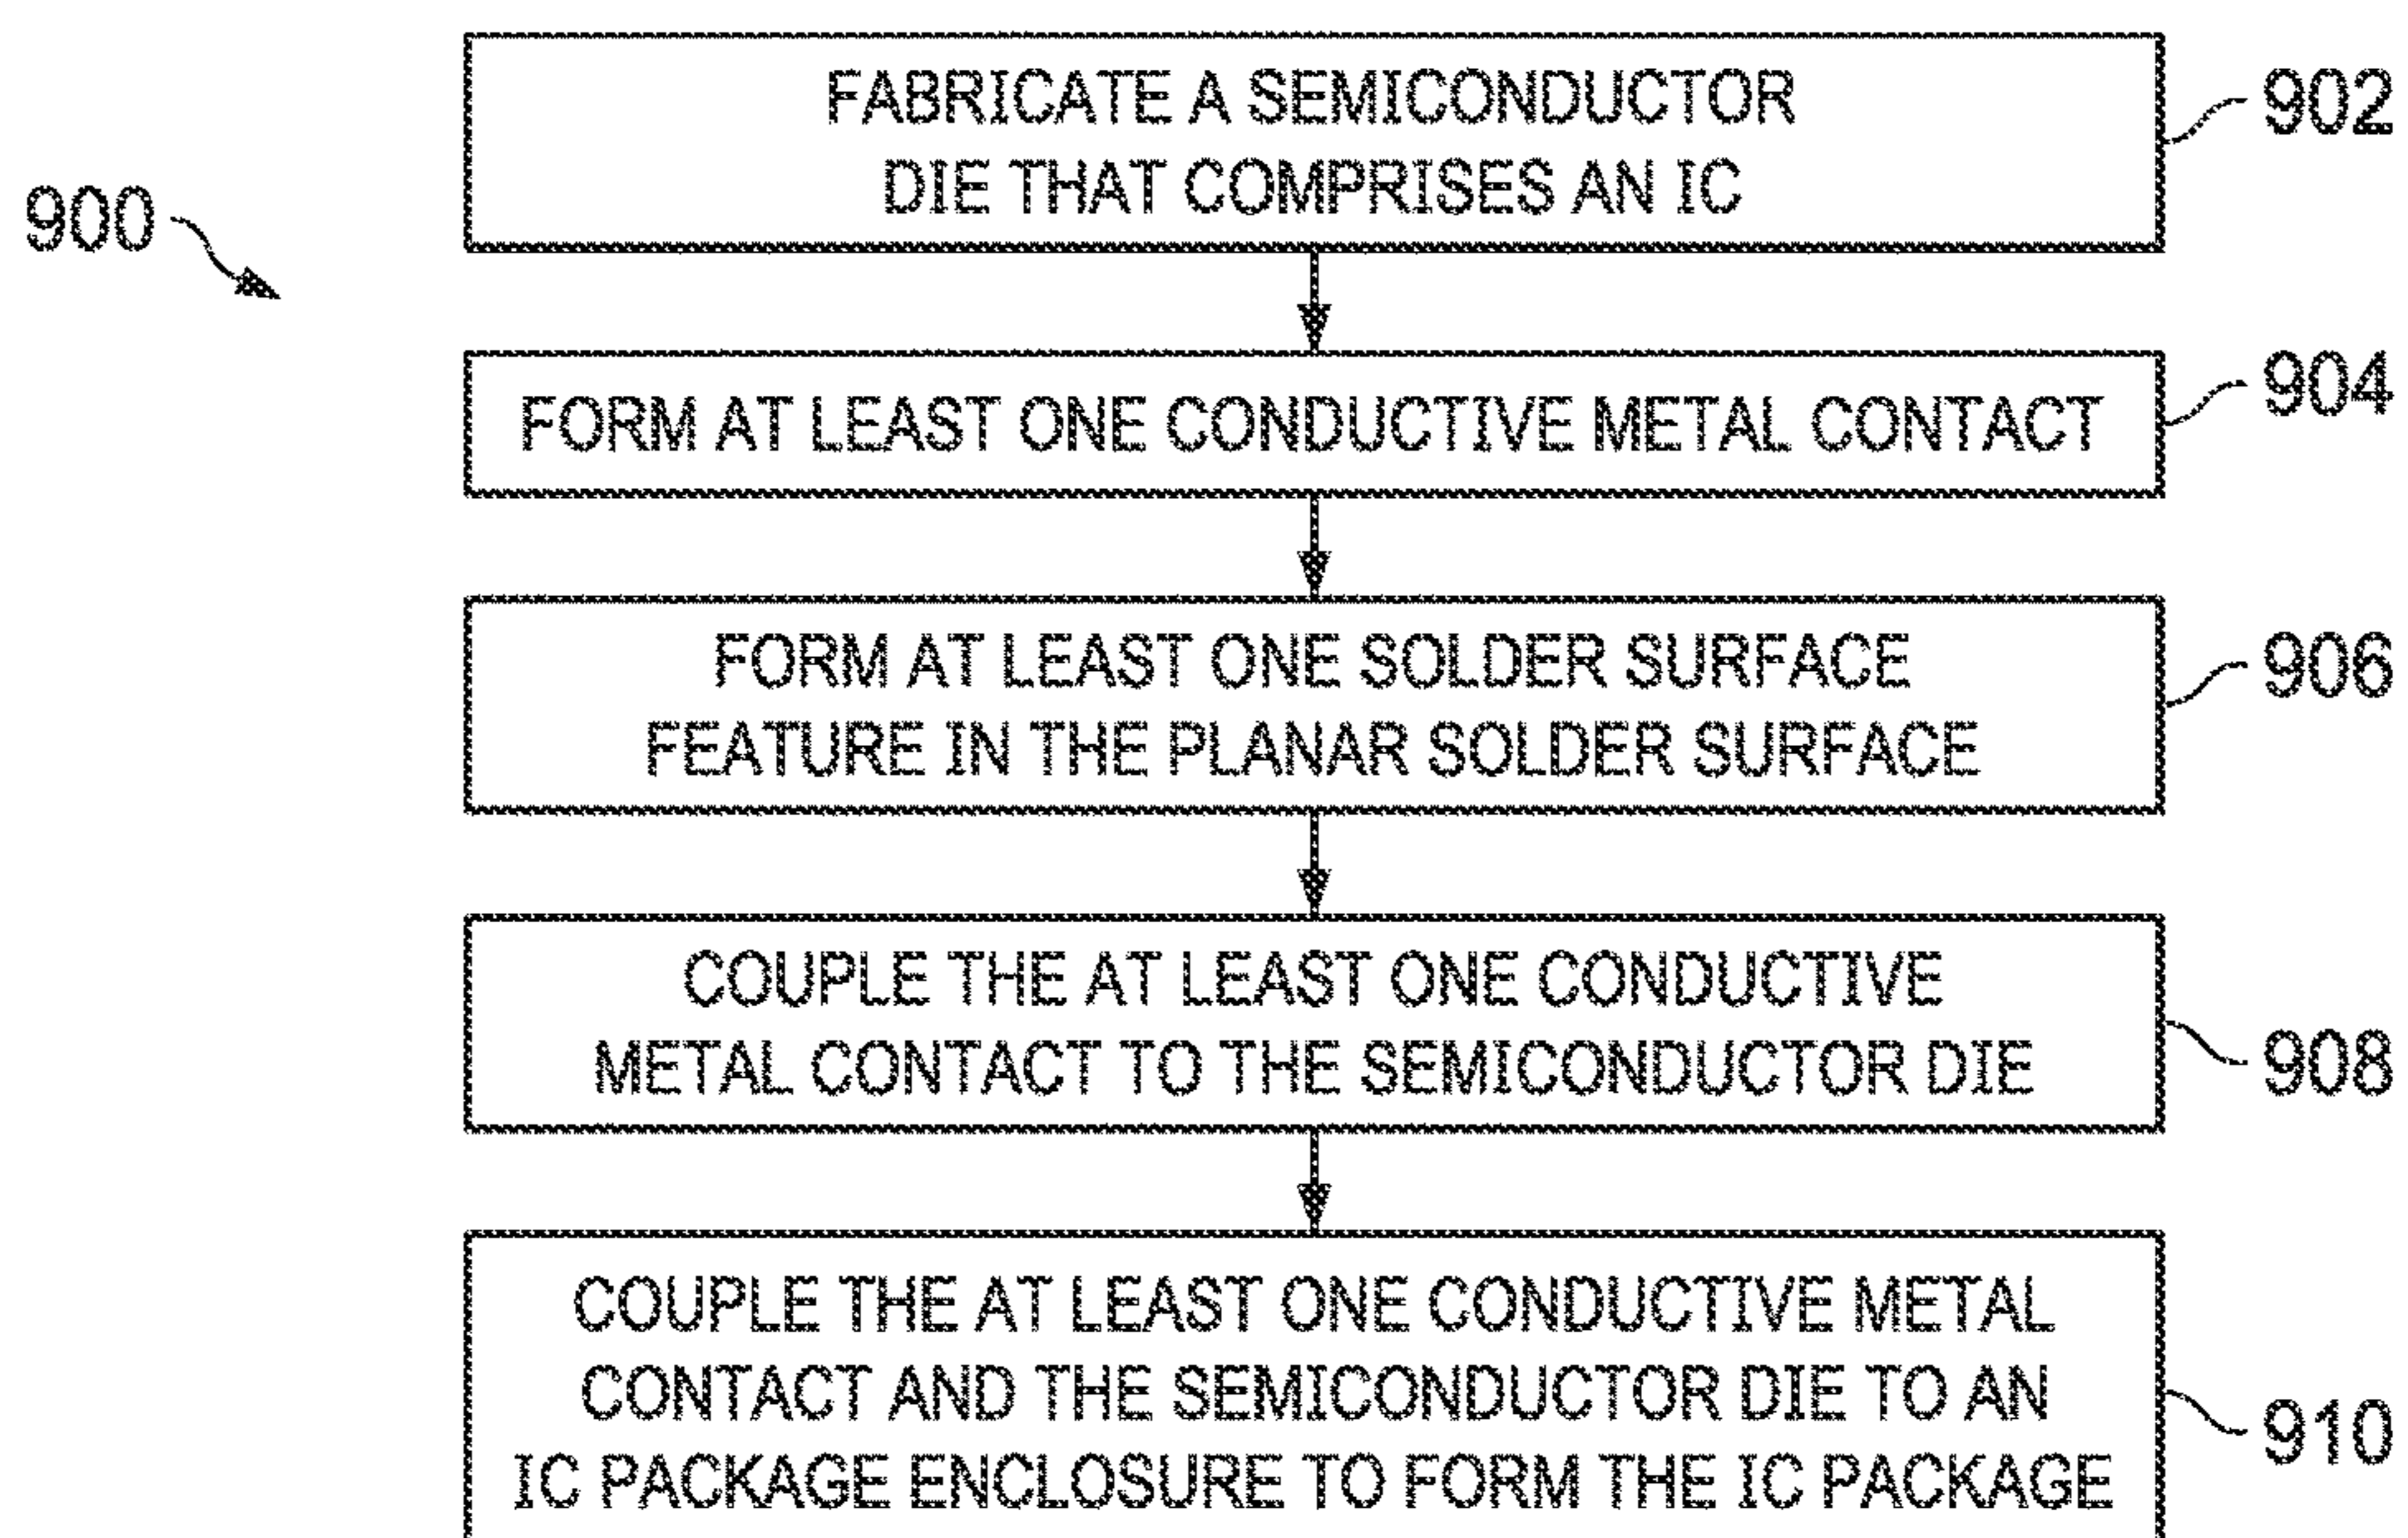 900
FABRICATE A SEMICONDUCTOR
DIE THAT COMPRISES AN IC
902
FORM AT LEAST ONE CONDUCTIVE METAL CONTACT
904
FORM AT LEAST ONE SOLDER SURFACE
FEATURE IN THE PLANAR SOLDER SURFACE
906
COUPLE THE AT LEAST ONE CONDUCTIVE
METAL CONTACT TO THE SEMICONDUCTOR DIE
908
COUPLE THE AT LEAST ONE CONDUCTIVE METAL
CONTACT AND THE SEMICONDUCTOR DIE TO AN
IC PACKAGE ENCLOSURE TO FORM THE IC PACKAGE
910